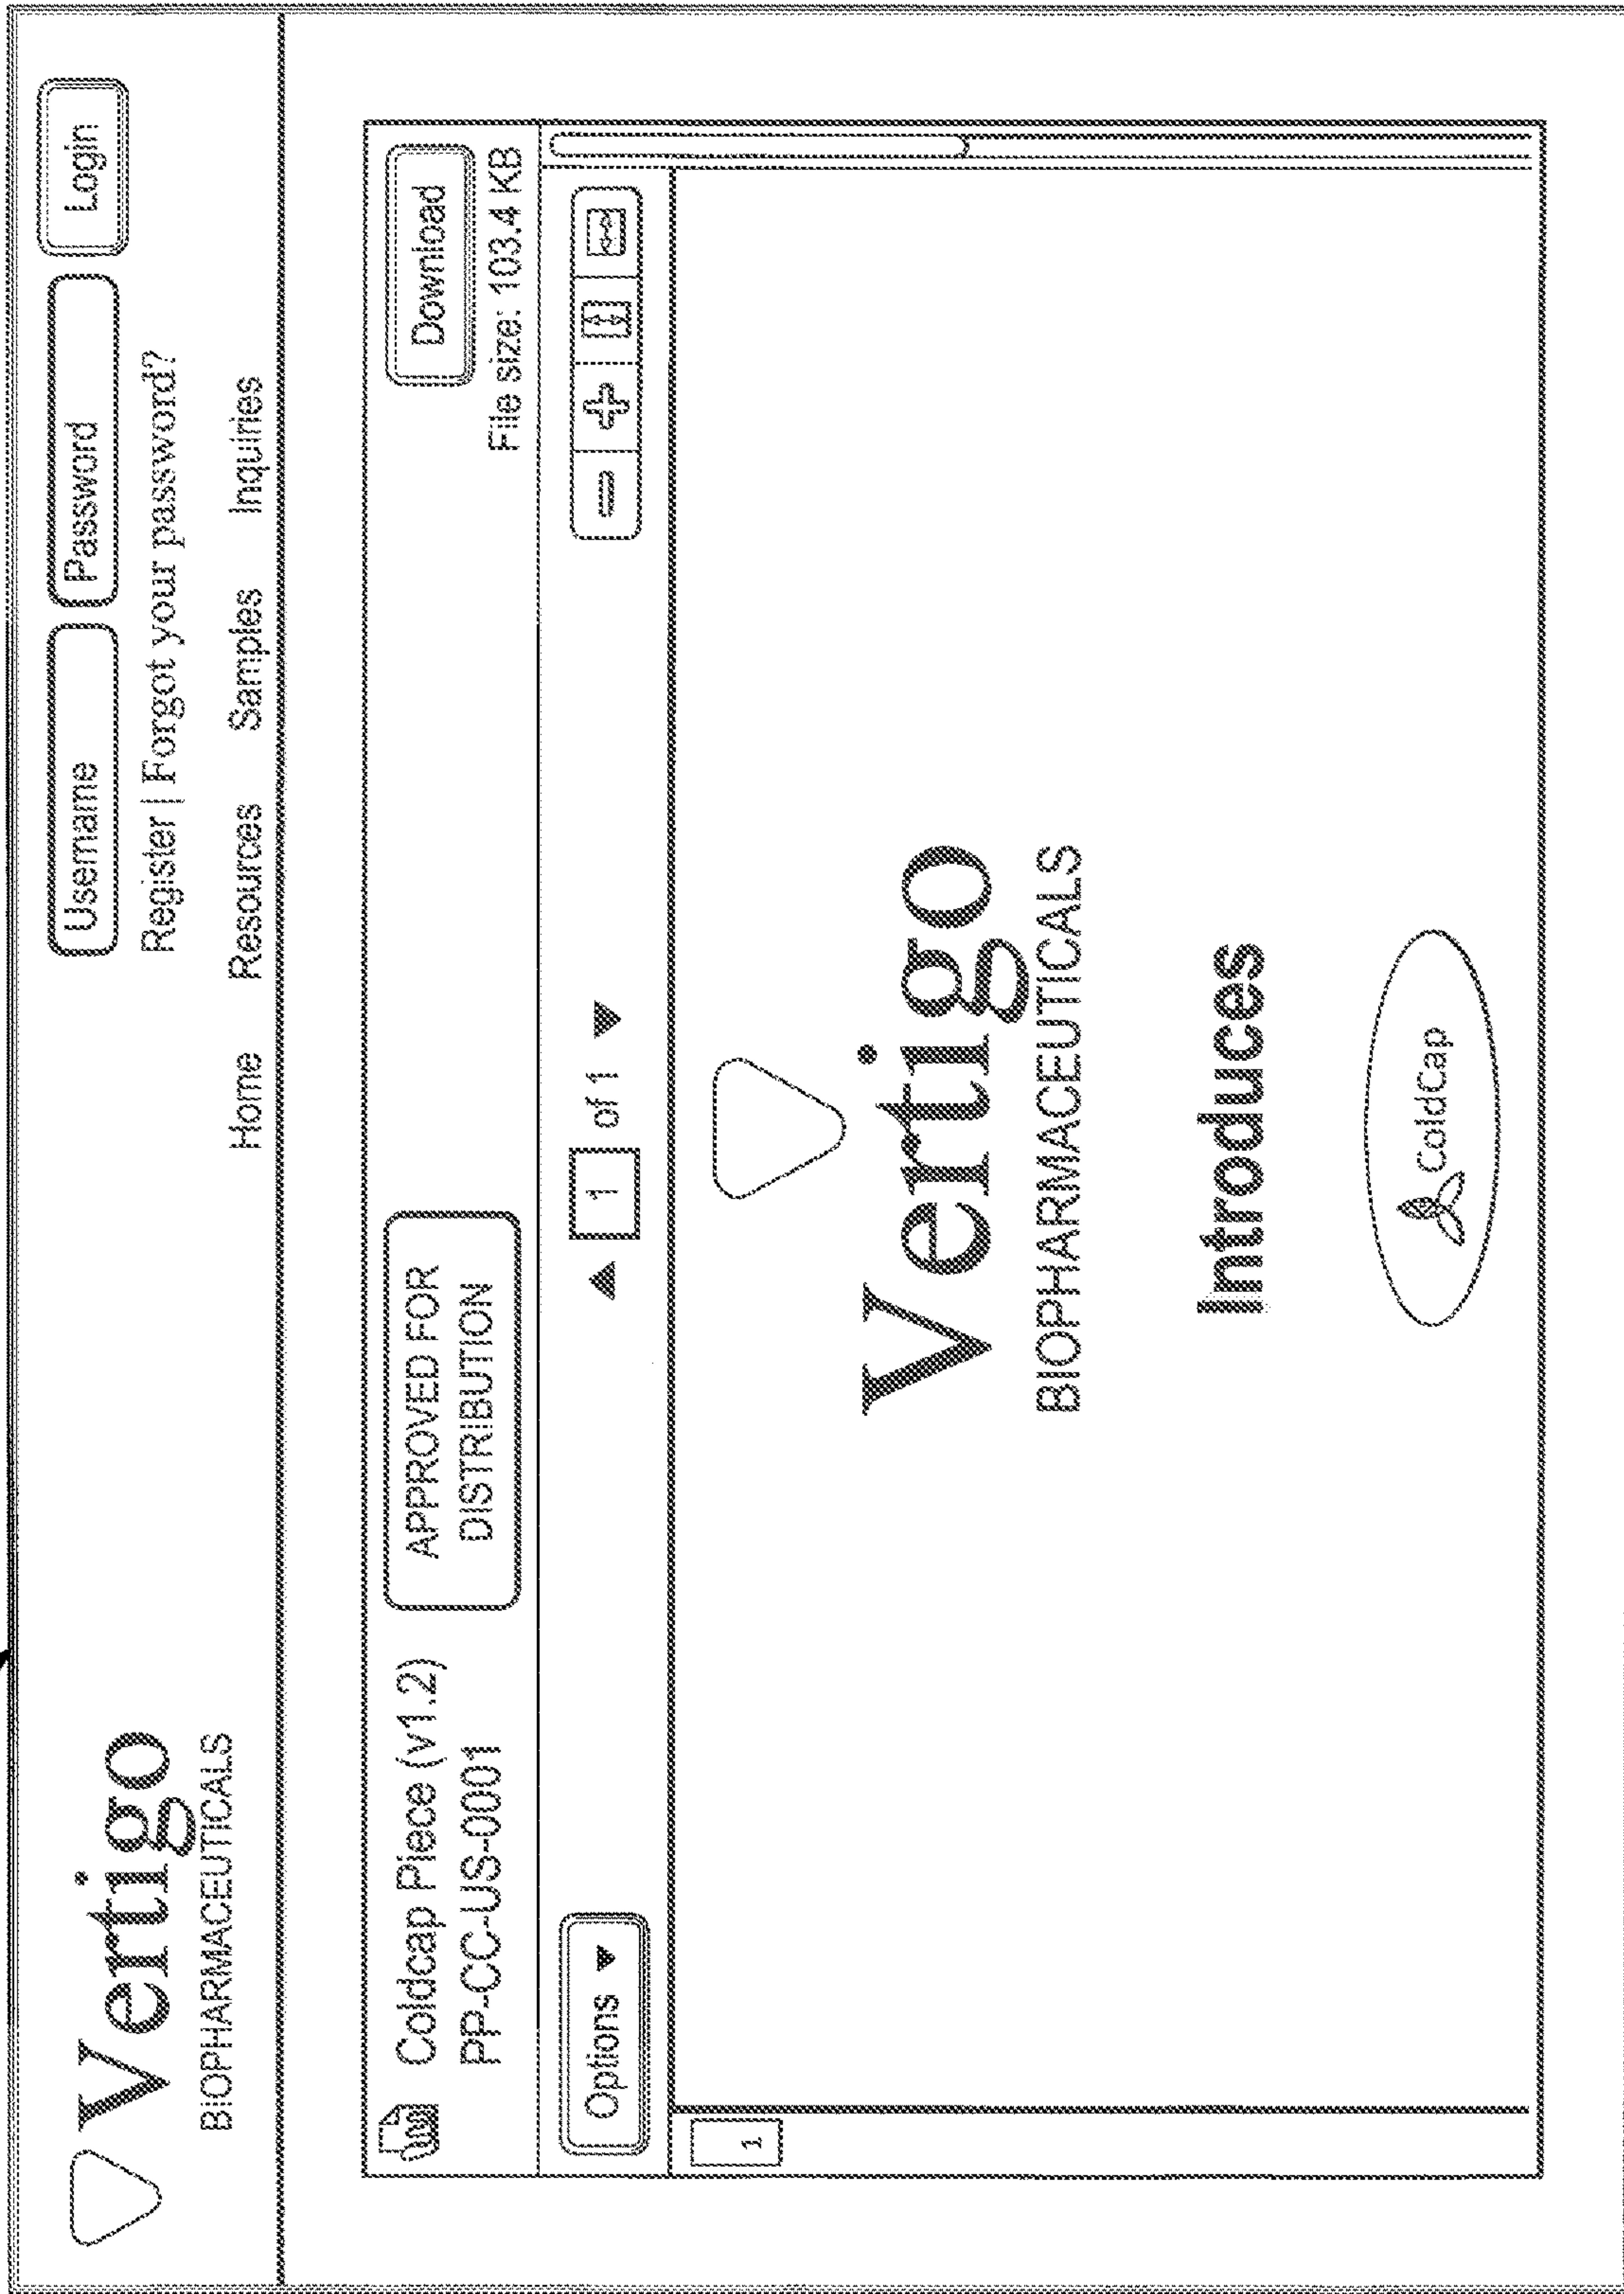 Vertigo
BIOPHARMACEUTICALS
Username
Password
Login
Register | Forgot your password?
Home Resources Samples Inquiries
Coldcap Piece (v1.2)
PP-CC-US-0001
APPROVED FOR
DISTRIBUTION
Download
File size: 103.4 KB
Options
1 of 1
1
Vertigo
BIOPHARMACEUTICALS
Introduces
ColdCap